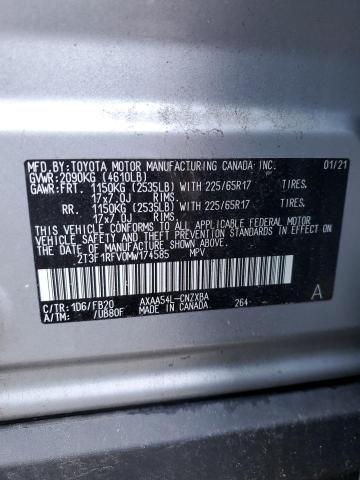 MFD.BY:TOYOTA MOTOR MANUFACTURING CANADA INC. 01/21
GVWR:2090KG (4610LB)
GAWR:FRT. 1150KG (2535LB) WITH 225/65R17 TIRES,
17x7.0J RIMS,
RR. 1150KG (2535LB) WITH 225/65R17 TIRES,
17x7.0J RIMS,
THIS VEHICLE CONFORMS TO ALL APPLICABLE FEDERAL MOTOR
VEHICLE SAFETY STANDARDS IN EFFECT ON THE
DATE OF MANUFACTURE SHOWN ABOVE.
2T3F1RFV0MW174585 MPV
C/TR:1D6/FB20 AXAA54L-CNZXBA 264- A
A/TM: /UB80F MADE IN CANADA